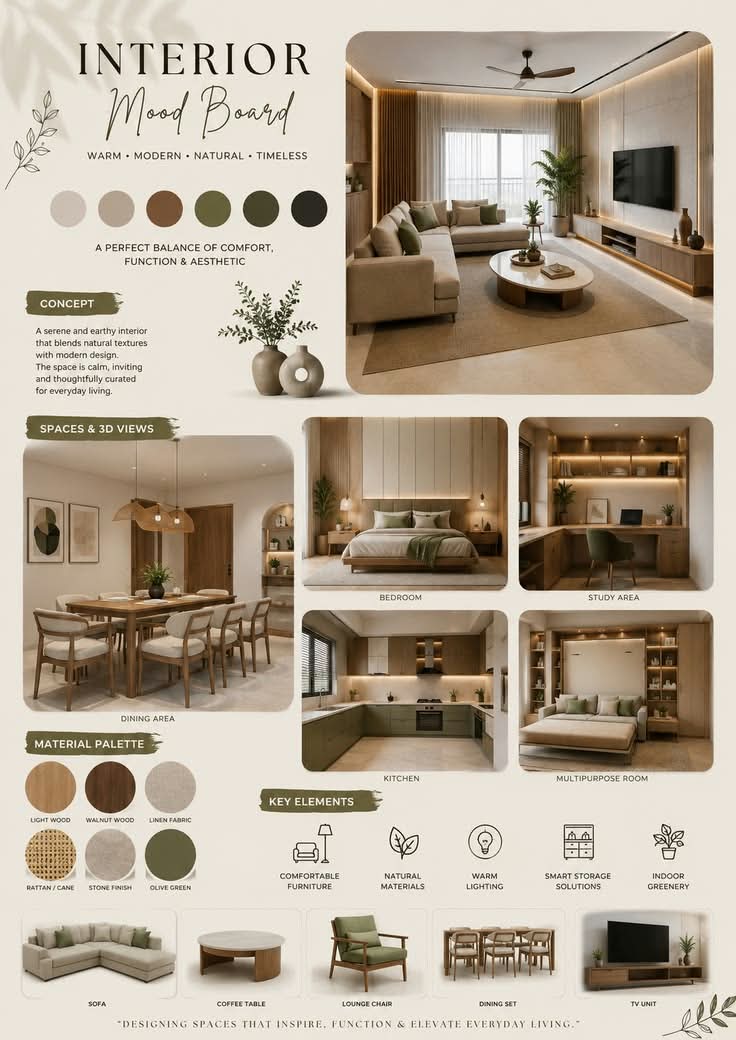 INTERIOR
Mood Board
WARM • MODERN • NATURAL • TIMELESS
A PERFECT BALANCE OF COMFORT,
FUNCTION & AESTHETIC
CONCEPT
A serene and earthy interior
that blends natural textures
with modern design.
The space is calm, inviting
and thoughtfully curated
for everyday living.
SPACES & 3D VIEWS
DINING AREA
BEDROOM
STUDY AREA
KITCHEN
MULTIPURPOSE ROOM
MATERIAL PALETTE
LIGHT WOOD
WALNUT WOOD
LINEN FABRIC
RATTAN / CANE
STONE FINISH
OLIVE GREEN
KEY ELEMENTS
COMFORTABLE
FURNITURE
NATURAL
MATERIALS
WARM
LIGHTING
SMART STORAGE
SOLUTIONS
INDOOR
GREENERY
SOFA
COFFEE TABLE
LOUNGE CHAIR
DINING SET
TV UNIT
"DESIGNING SPACES THAT INSPIRE, FUNCTION & ELEVATE EVERYDAY LIVING."